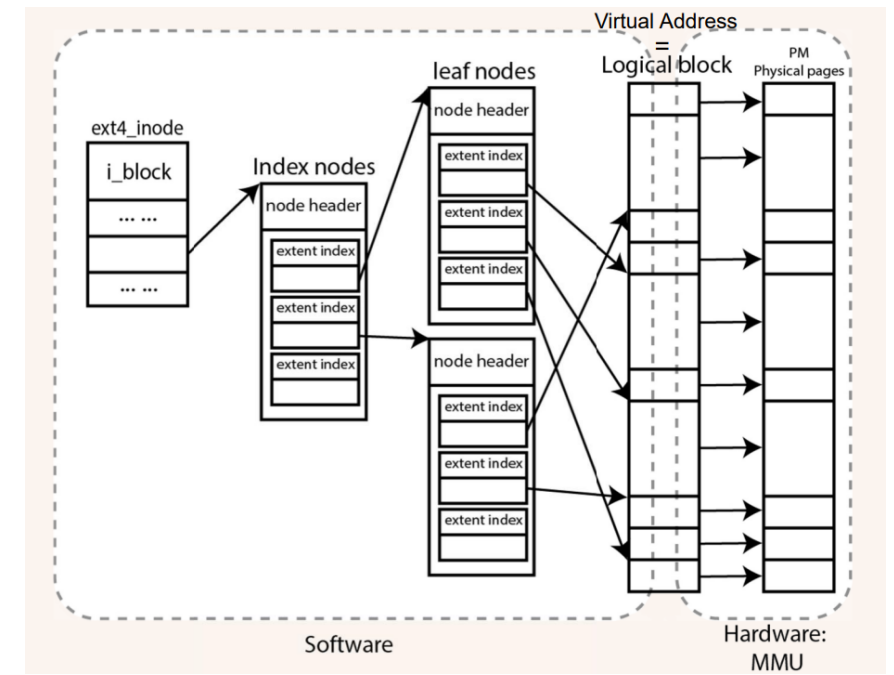 Virtual Address
=
Logical block
PM
Physical pages
leaf nodes
node header
extent index
extent index
extent index
ext4_inode
i_block
... ...
... ...
Index nodes
node header
extent index
extent index
extent index
node header
extent index
extent index
extent index
Software
Hardware:
MMU